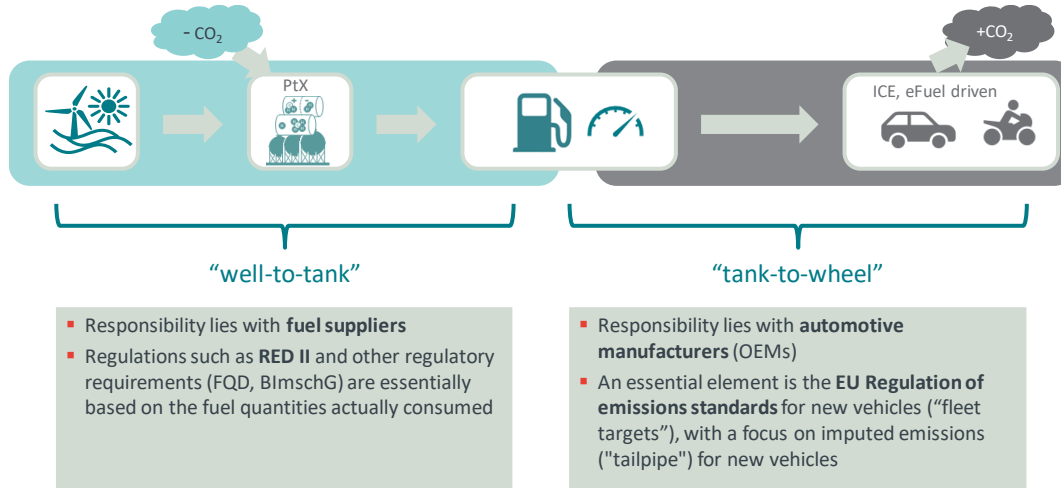 - CO₂
+CO₂
PtX
ICE, eFuel driven
“well-to-tank”
“tank-to-wheel”
▪ Responsibility lies with fuel suppliers
▪ Regulations such as RED II and other regulatory
requirements (FQD, BImschG) are essentially
based on the fuel quantities actually consumed
▪ Responsibility lies with automotive
manufacturers (OEMs)
▪ An essential element is the EU Regulation of
emissions standards for new vehicles (“fleet
targets”), with a focus on imputed emissions
("tailpipe") for new vehicles